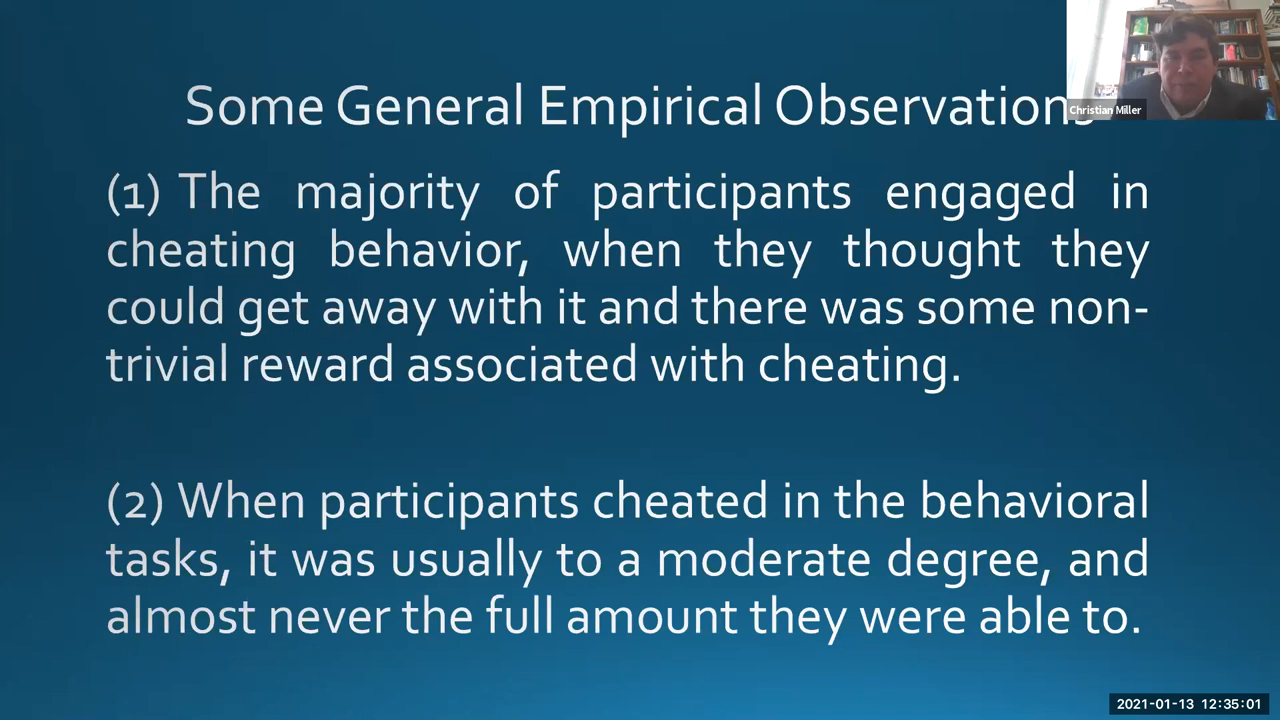 Some General Empirical Observations
Christian Miller
(1) The majority of participants engaged in
cheating behavior, when they thought they
could get away with it and there was some non-
trivial reward associated with cheating.
(2) When participants cheated in the behavioral
tasks, it was usually to a moderate degree, and
almost never the full amount they were able to.
2021-01-13 12:35:01